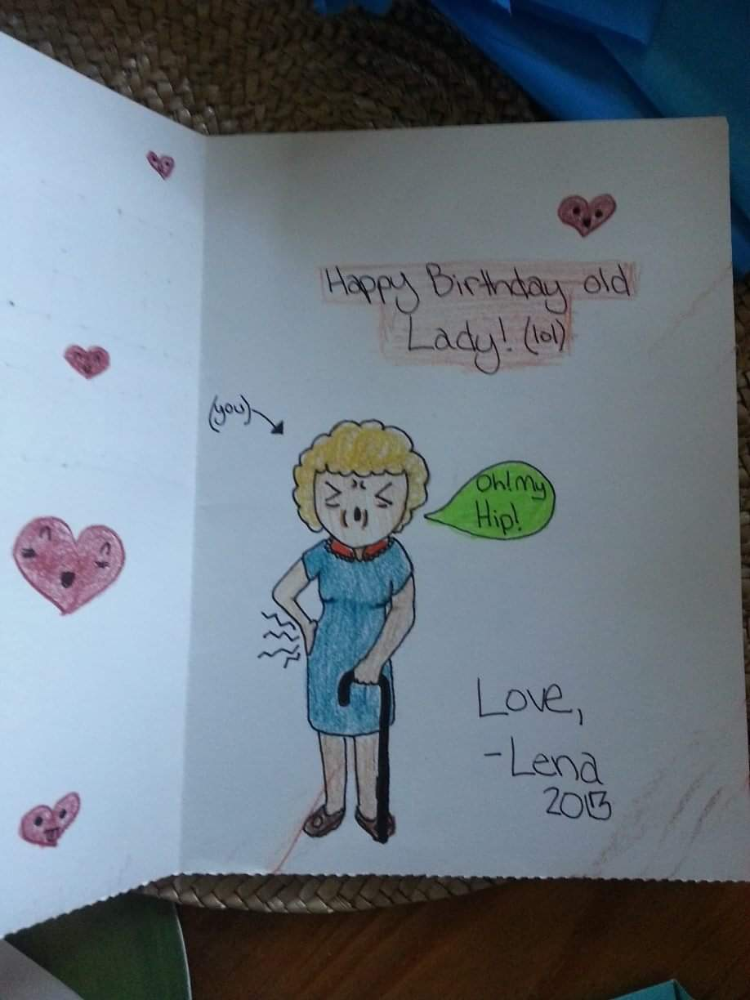 Happy Birthday old
Lady! (lol)
(you)
Oh! My
Hip!
Love,
-Lena
2013